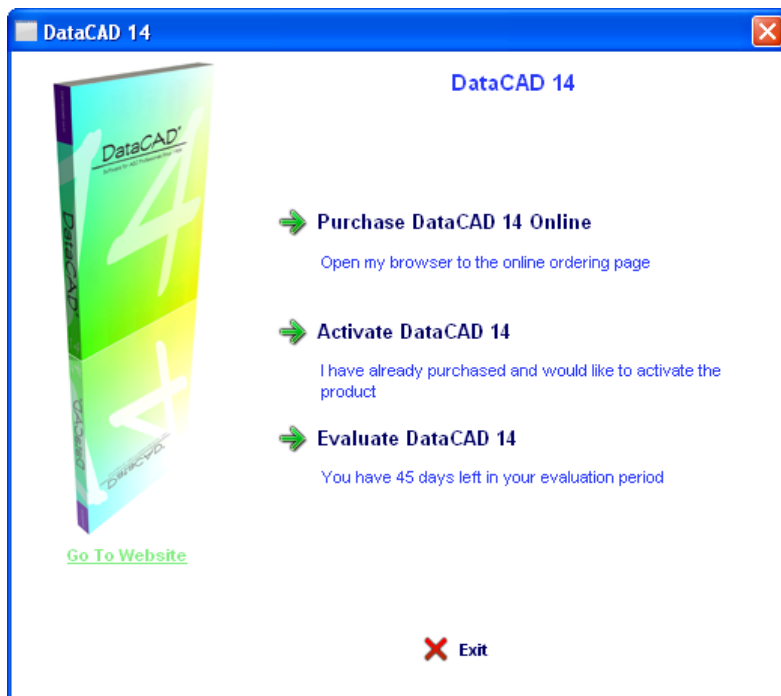 DataCAD 14
DataCAD 14
DataCAD
DataCAD
14
Purchase DataCAD 14 Online
Open my browser to the online ordering page
Activate DataCAD 14
I have already purchased and would like to activate the
product
Evaluate DataCAD 14
You have 45 days left in your evaluation period
Go To Website
Exit